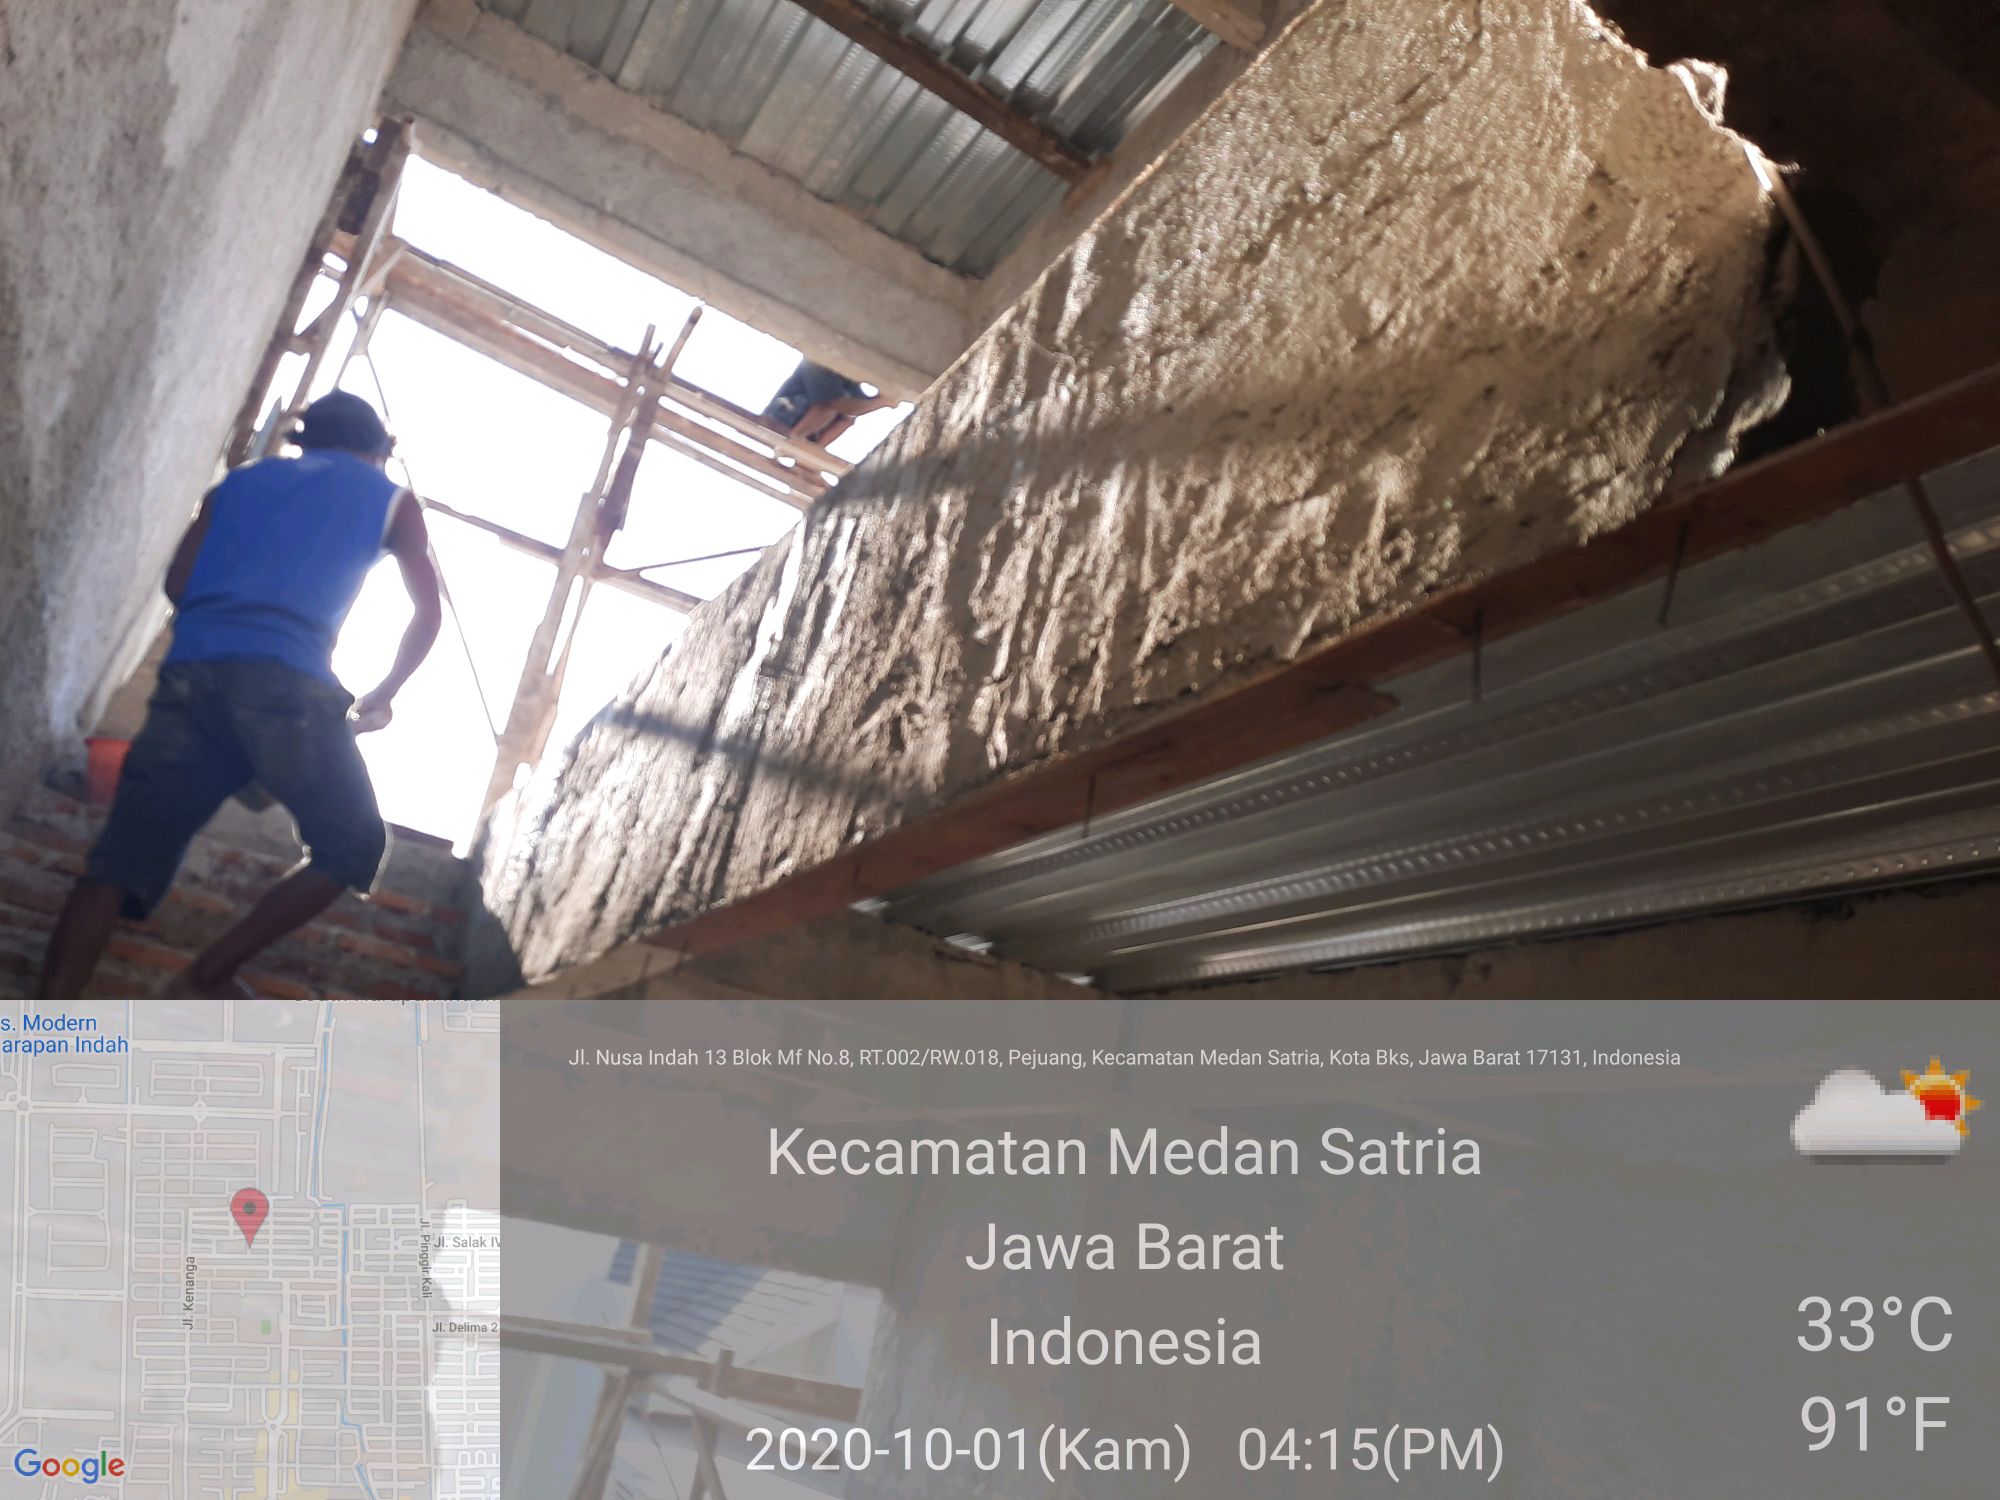 s. Modern
arapan Indah
Jl. Salak IV
Jl. Pinggir Kali
Jl. Kenanga
Jl. Delima 2
Google
Jl. Nusa Indah 13 Blok Mf No.8, RT.002/RW.018, Pejuang, Kecamatan Medan Satria, Kota Bks, Jawa Barat 17131, Indonesia
Kecamatan Medan Satria
Jawa Barat
Indonesia
2020-10-01(Kam) 04:15(PM)
33°C
91°F